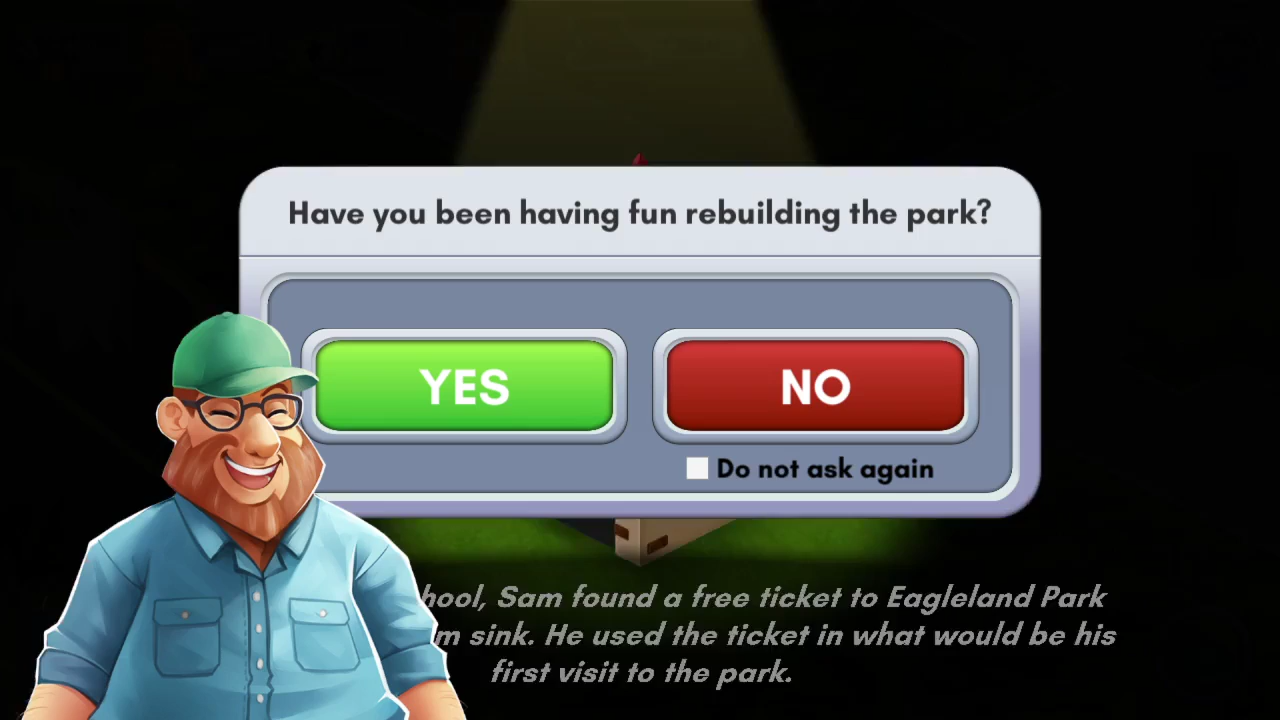 Have you been having fun rebuilding the park?
YES
NO
Do not ask again
Sam found a free ticket to Eagleland Park
sink. He used the ticket in what would be his
first visit to the park.